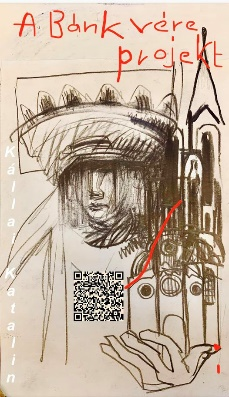 A Bánk vére
projekt
Kállai Katalin